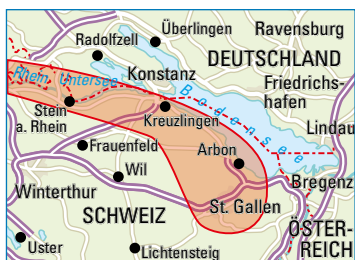 Überlingen
Ravensburg
Radolfzell
DEUTSCHLAND
Rhein
Untersee
Konstanz
Friedrichs-
hafen
Bodensee
Stein
a. Rhein
Kreuzlingen
Lindau
Frauenfeld
Arbon
Wil
Bregenz
Winterthur
SCHWEIZ
St. Gallen
ÖSTER-
REICH
Uster
Lichtensteig